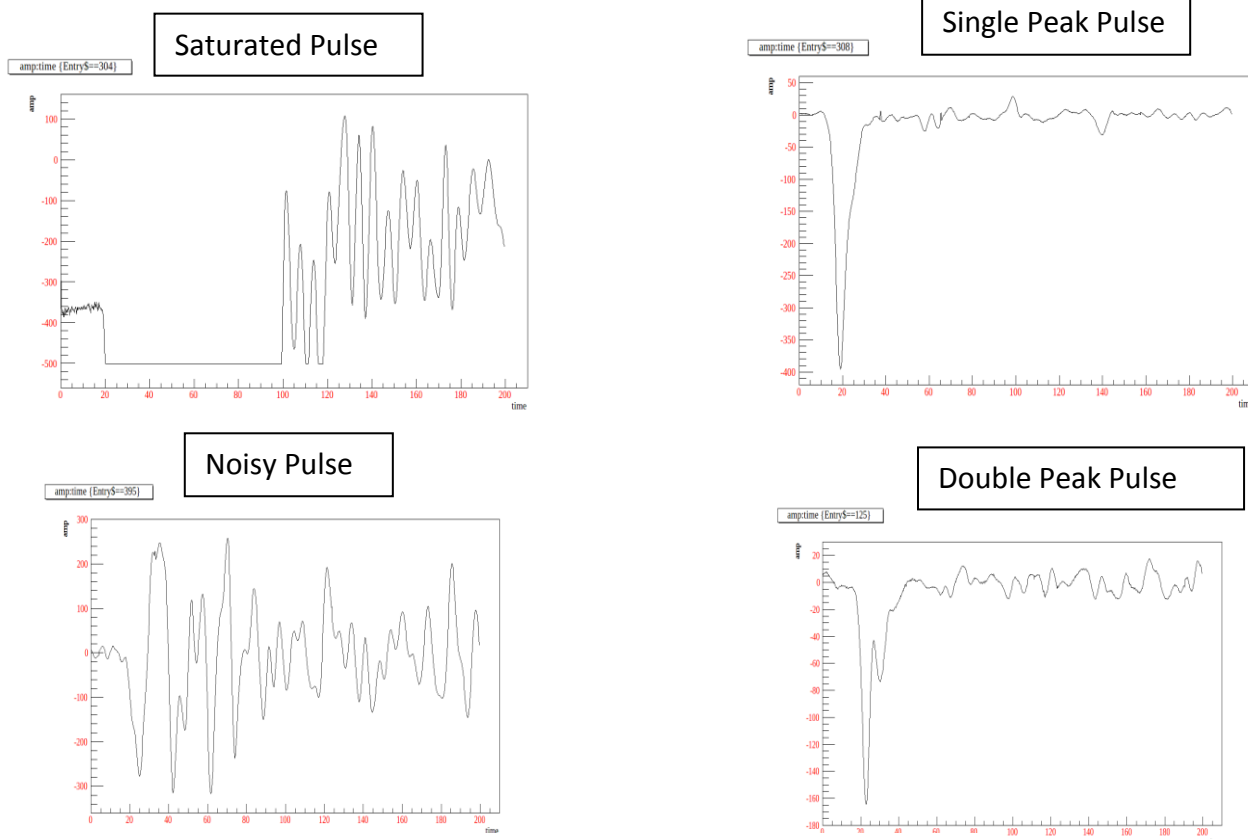 Saturated Pulse
amp:time {Entry$==304}
amp
100
0
-100
-200
-300
-400
-500
0 20 40 60 80 100 120 140 160 180 200
time
Single Peak Pulse
amp:time {Entry$==308}
amp
50
0
-50
-100
-150
-200
-250
-300
-350
-400
0 20 40 60 80 100 120 140 160 180 200
tim
Noisy Pulse
amp:time {Entry$==395}
amp
300
200
100
0
-100
-200
-300
0 20 40 60 80 100 120 140 160 180 200
time
Double Peak Pulse
amp:time {Entry$==125}
amp
20
0
-20
-40
-60
-80
-100
-120
-140
-160
-180
0 20 40 60 80 100 120 140 160 180 200